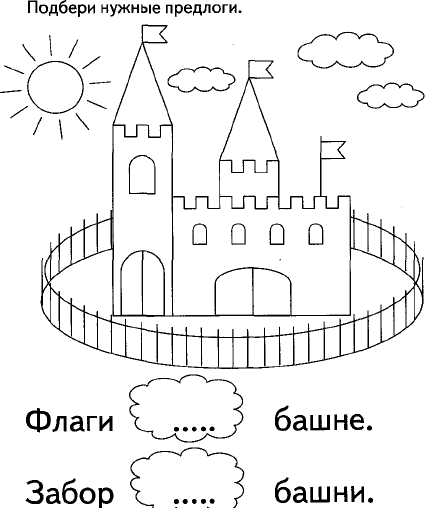 Подбери нужные предлоги.
Флаги ..... башне.
Забор ..... башни.